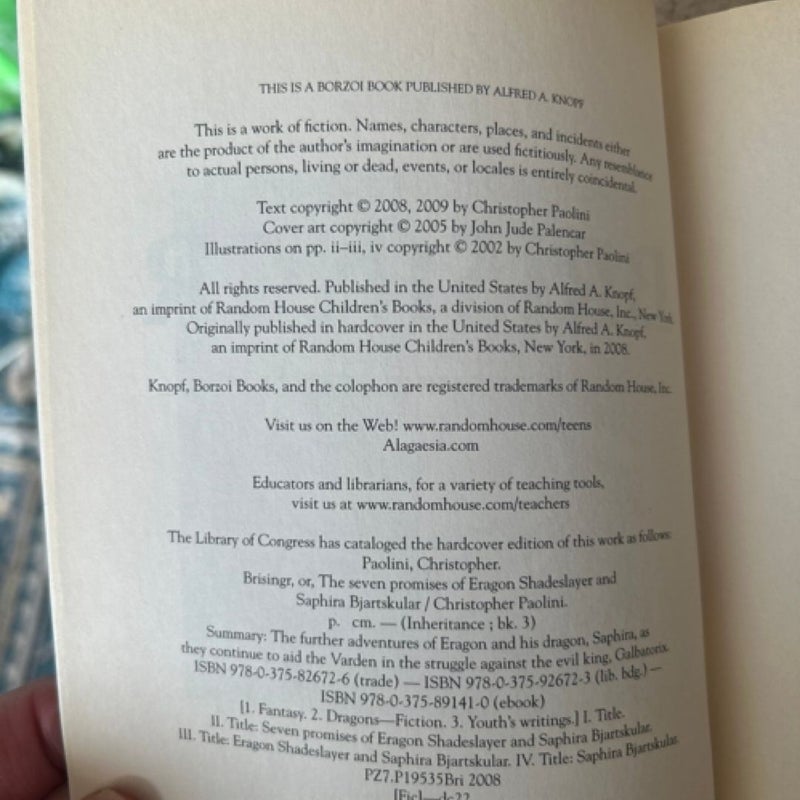 THIS IS A BORZOI BOOK PUBLISHED BY ALFRED A. KNOPF
This is a work of fiction. Names, characters, places, and incidents either
are the product of the author's imagination or are used fictitiously. Any resemblance
to actual persons, living or dead, events, or locales is entirely coincidental.
Text copyright © 2008, 2009 by Christopher Paolini
Cover art copyright © 2005 by John Jude Palencar
Illustrations on pp. ii–iii, iv copyright © 2002 by Christopher Paolini
All rights reserved. Published in the United States by Alfred A. Knopf,
an imprint of Random House Children's Books, a division of Random House, Inc., New York.
Originally published in hardcover in the United States by Alfred A. Knopf,
an imprint of Random House Children's Books, New York, in 2008.
Knopf, Borzoi Books, and the colophon are registered trademarks of Random House, Inc.
Visit us on the Web! www.randomhouse.com/teens
Alagaesia.com
Educators and librarians, for a variety of teaching tools,
visit us at www.randomhouse.com/teachers
The Library of Congress has cataloged the hardcover edition of this work as follows:
Paolini, Christopher.
Brisingr, or, The seven promises of Eragon Shadeslayer and
Saphira Bjartskular / Christopher Paolini.
p. cm. — (Inheritance ; bk. 3)
Summary: The further adventures of Eragon and his dragon, Saphira, as
they continue to aid the Varden in the struggle against the evil king, Galbatorix.
ISBN 978-0-375-82672-6 (trade) — ISBN 978-0-375-92672-3 (lib. bdg.) —
ISBN 978-0-375-89141-0 (ebook)
[1. Fantasy. 2. Dragons—Fiction. 3. Youth's writings.] I. Title.
II. Title: Seven promises of Eragon Shadeslayer and Saphira Bjartskular.
III. Title: Eragon Shadeslayer and Saphira Bjartskular. IV. Title: Saphira Bjartskular.
PZ7.P19535Bri 2008
[Fic]—dc22